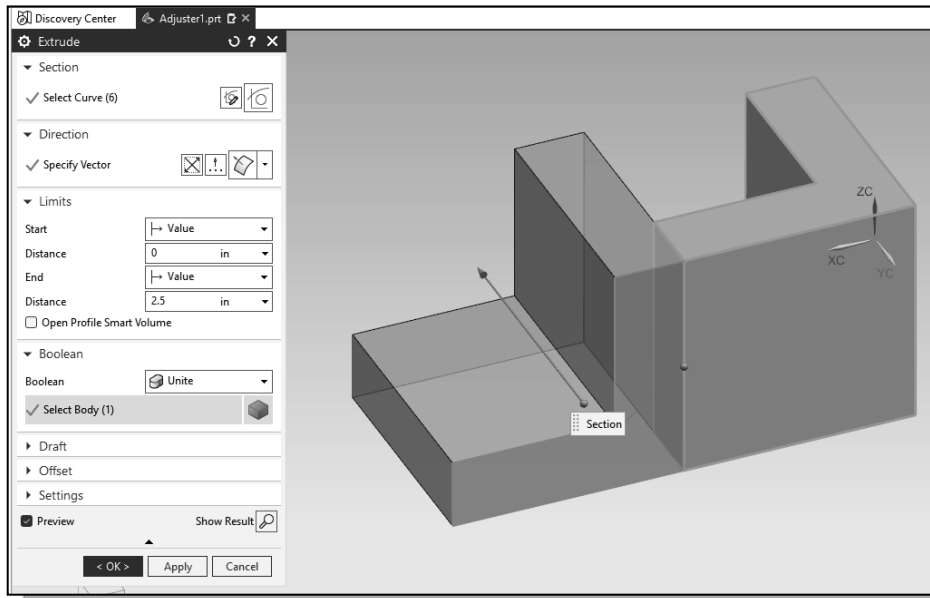 Discovery Center
Adjuster1.prt
Extrude
Section
Select Curve (6)
Direction
Specify Vector
Limits
Start Value
Distance 0 in
End Value
Distance 2.5 in
Open Profile Smart Volume
Boolean
Boolean Unite
Select Body (1)
Draft
Offset
Settings
Preview Show Result
< OK > Apply Cancel
Section
ZC
XC
YC